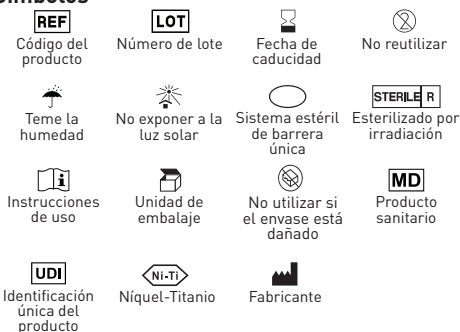 Símbolos
REF
LOT
Código del
producto
Número de lote
Fecha de
caducidad
No reutilizar
2
STERILE R
Teme la
humedad
No exponer a la
luz solar
Sistema estéril
de barrera
única
Esterilizado por
irradiación
i
MD
Instrucciones
de uso
Unidad de
embalaje
No utilizar si
el envase está
dañado
Producto
sanitario
UDI
Ni-Ti
Identificación
única del
producto
Níquel-Titanio
Fabricante